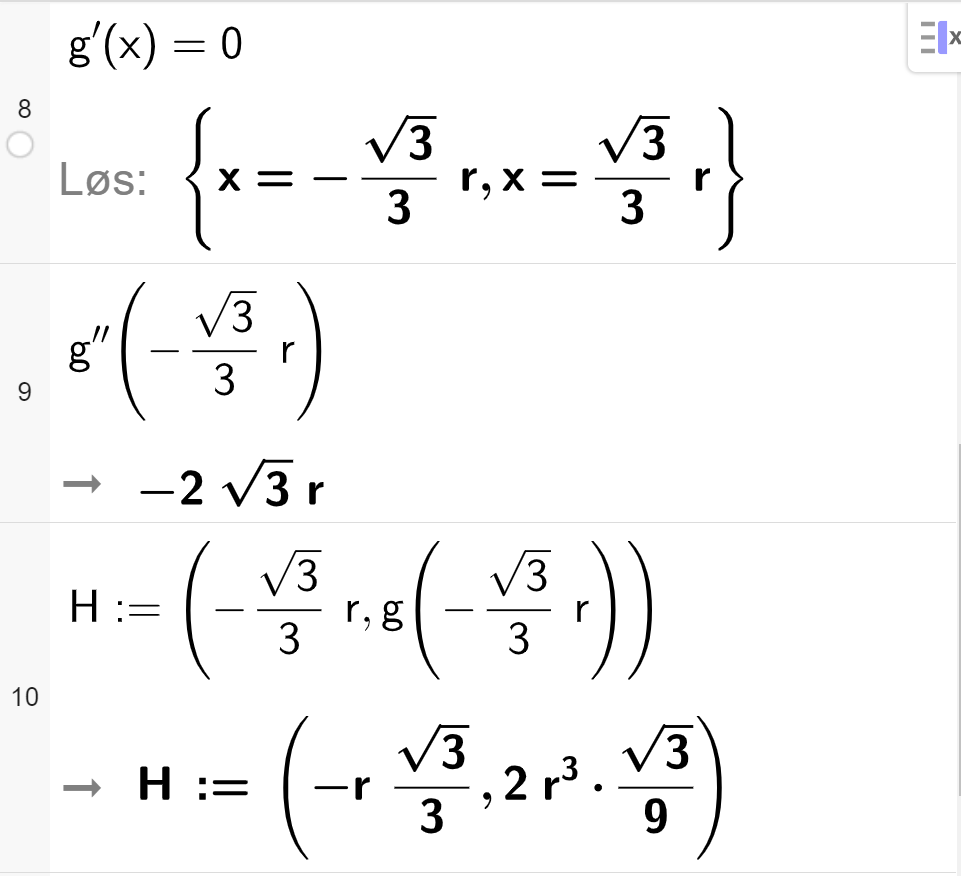 g′(x) = 0
8
Løs: {x = −√3/3 r, x = √3/3 r}
g″(−√3/3 r)
9
→ −2 √3 r
H := (−√3/3 r, g(−√3/3 r))
10
→ H := (−r √3/3, 2 r³ · √3/9)